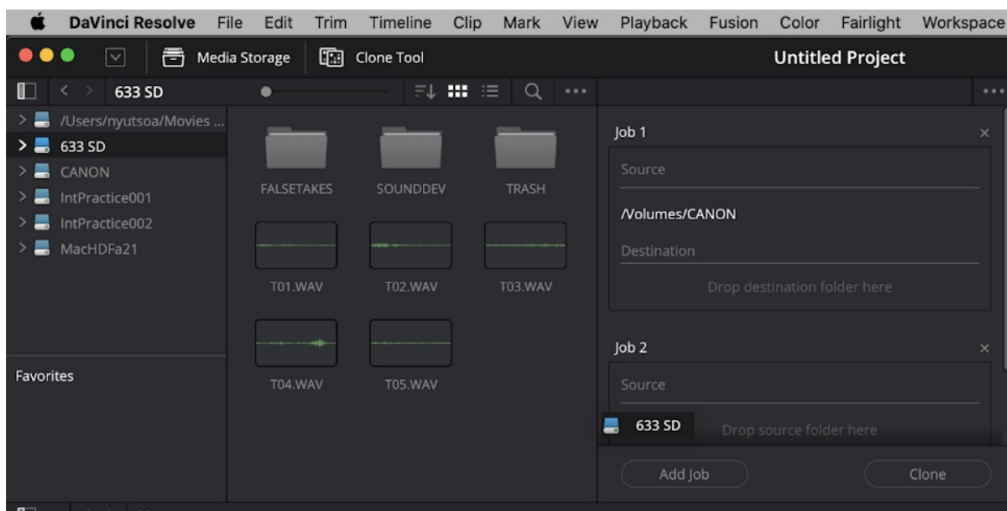 DaVinci Resolve File Edit Trim Timeline Clip Mark View Playback Fusion Color Fairlight Workspace
Media Storage Clone Tool Untitled Project
633 SD
/Users/nyutsoa/Movies ...
633 SD
CANON
IntPractice001
IntPractice002
MacHDFa21
Favorites
FALSETAKES SOUNDDEV TRASH
T01.WAV T02.WAV T03.WAV
T04.WAV T05.WAV
Job 1
Source
/Volumes/CANON
Destination
Drop destination folder here
Job 2
Source
633 SD
Drop source folder here
Add Job Clone